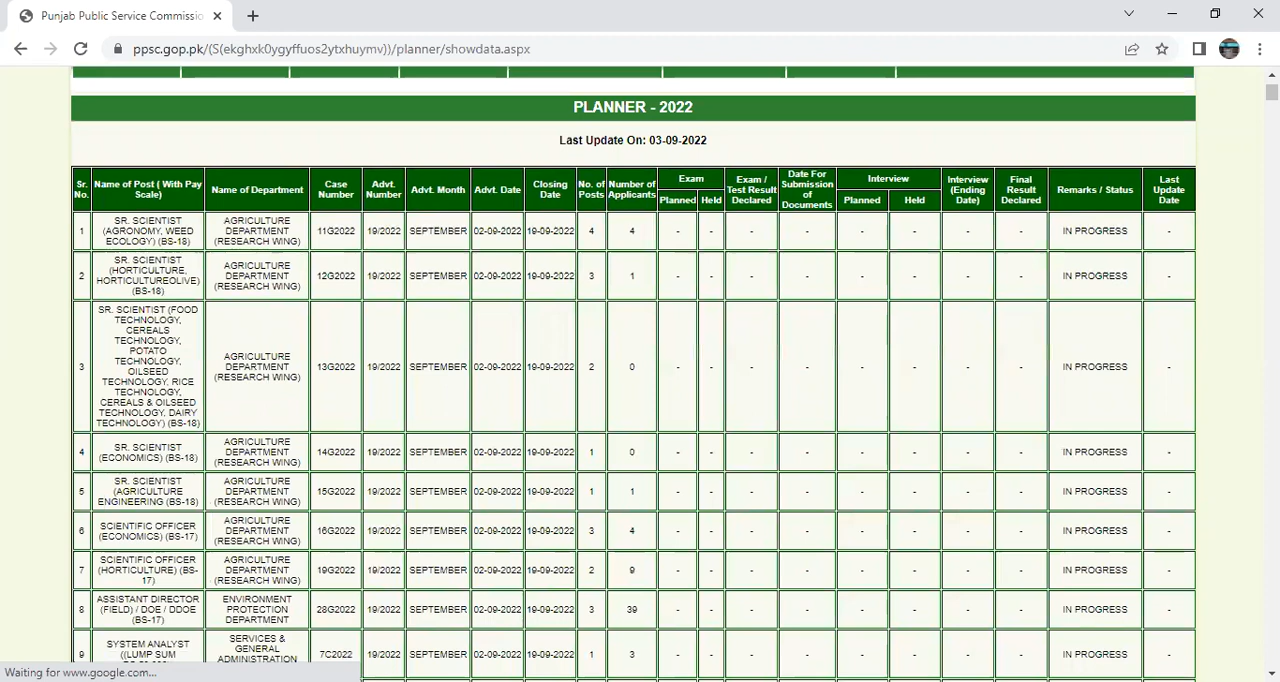 Punjab Public Service Commissio
ppsc.gop.pk/(S(ekghxk0ygyffuos2ytxhuymv))/planner/showdata.aspx
PLANNER - 2022
Last Update On: 03-09-2022
Sr. No. Name of Post ( With Pay Scale) Name of Department Case Number Advt. Number Advt. Month Advt. Date Closing Date No. of Posts Number of Applicants Exam Planned Held Exam / Test Result Declared Date For Submission of Documents Interview Planned Held Interview (Ending Date) Final Result Declared Remarks / Status Last Update Date
1 SR. SCIENTIST (AGRONOMY, WEED ECOLOGY) (BS-18) AGRICULTURE DEPARTMENT (RESEARCH WING) 11G2022 19/2022 SEPTEMBER 02-09-2022 19-09-2022 4 4 - - - - - - - - IN PROGRESS -
2 SR. SCIENTIST (HORTICULTURE, HORTICULTUREOLIVE) (BS-18) AGRICULTURE DEPARTMENT (RESEARCH WING) 12G2022 19/2022 SEPTEMBER 02-09-2022 19-09-2022 3 1 - - - - - - - - IN PROGRESS -
3 SR. SCIENTIST (FOOD TECHNOLOGY, CEREALS TECHNOLOGY, POTATO TECHNOLOGY, OILSEED TECHNOLOGY, RICE TECHNOLOGY, CEREALS & OILSEED TECHNOLOGY, DAIRY TECHNOLOGY) (BS-18) AGRICULTURE DEPARTMENT (RESEARCH WING) 13G2022 19/2022 SEPTEMBER 02-09-2022 19-09-2022 2 0 - - - - - - - - IN PROGRESS -
4 SR. SCIENTIST (ECONOMICS) (BS-18) AGRICULTURE DEPARTMENT (RESEARCH WING) 14G2022 19/2022 SEPTEMBER 02-09-2022 19-09-2022 1 0 - - - - - - - - IN PROGRESS -
5 SR. SCIENTIST (AGRICULTURE ENGINEERING (BS-18) AGRICULTURE DEPARTMENT (RESEARCH WING) 15G2022 19/2022 SEPTEMBER 02-09-2022 19-09-2022 1 1 - - - - - - - - IN PROGRESS -
6 SCIENTIFIC OFFICER (ECONOMICS) (BS-17) AGRICULTURE DEPARTMENT (RESEARCH WING) 16G2022 19/2022 SEPTEMBER 02-09-2022 19-09-2022 3 4 - - - - - - - - IN PROGRESS -
7 SCIENTIFIC OFFICER (HORTICULTURE) (BS-17) AGRICULTURE DEPARTMENT (RESEARCH WING) 19G2022 19/2022 SEPTEMBER 02-09-2022 19-09-2022 2 9 - - - - - - - - IN PROGRESS -
8 ASSISTANT DIRECTOR (FIELD) / DOE / DDOE (BS-17) ENVIRONMENT PROTECTION DEPARTMENT 28G2022 19/2022 SEPTEMBER 02-09-2022 19-09-2022 3 39 - - - - - - - - IN PROGRESS -
9 SYSTEM ANALYST ((LUMP SUM SERVICES & GENERAL ADMINISTRATION 7C2022 19/2022 SEPTEMBER 02-09-2022 19-09-2022 1 3 - - - - - - - - IN PROGRESS -
Waiting for www.google.com...